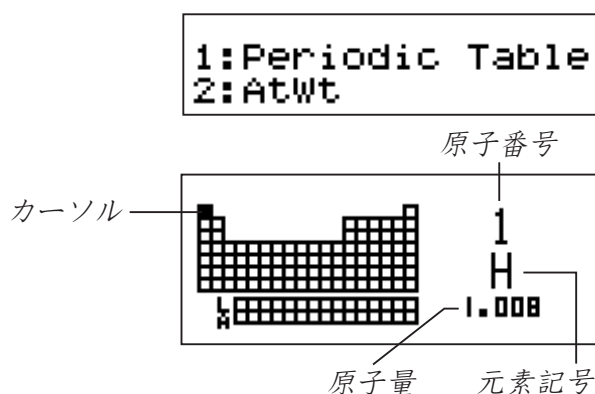 1:Periodic Table
2:AtWt
原子番号
カーソル
1
H
L
A
1.008
原子量 元素記号